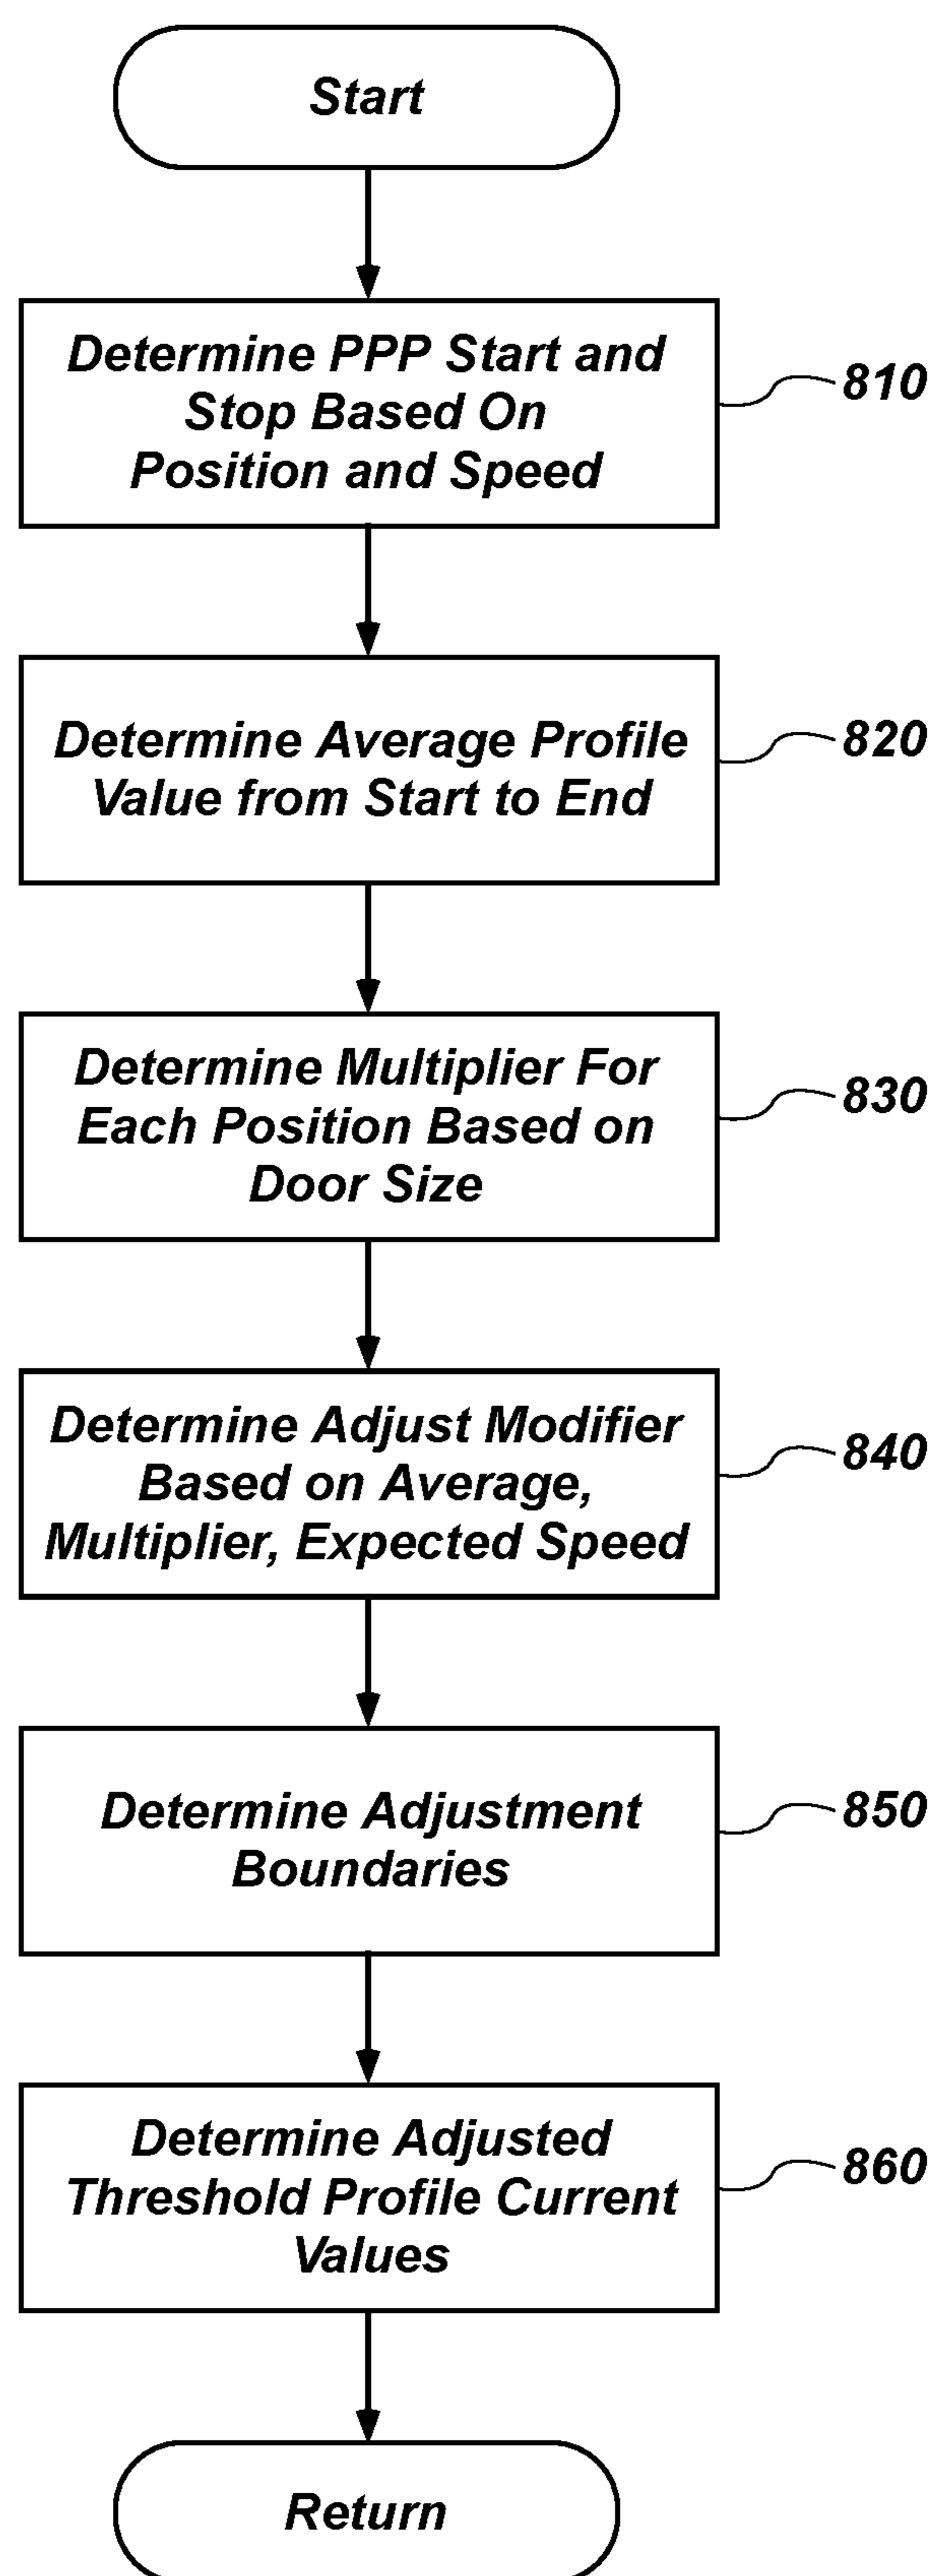 Start
Determine PPP Start and
Stop Based On
Position and Speed
810
Determine Average Profile
Value from Start to End
820
Determine Multiplier For
Each Position Based on
Door Size
830
Determine Adjust Modifier
Based on Average,
Multiplier, Expected Speed
840
Determine Adjustment
Boundaries
850
Determine Adjusted
Threshold Profile Current
Values
860
Return